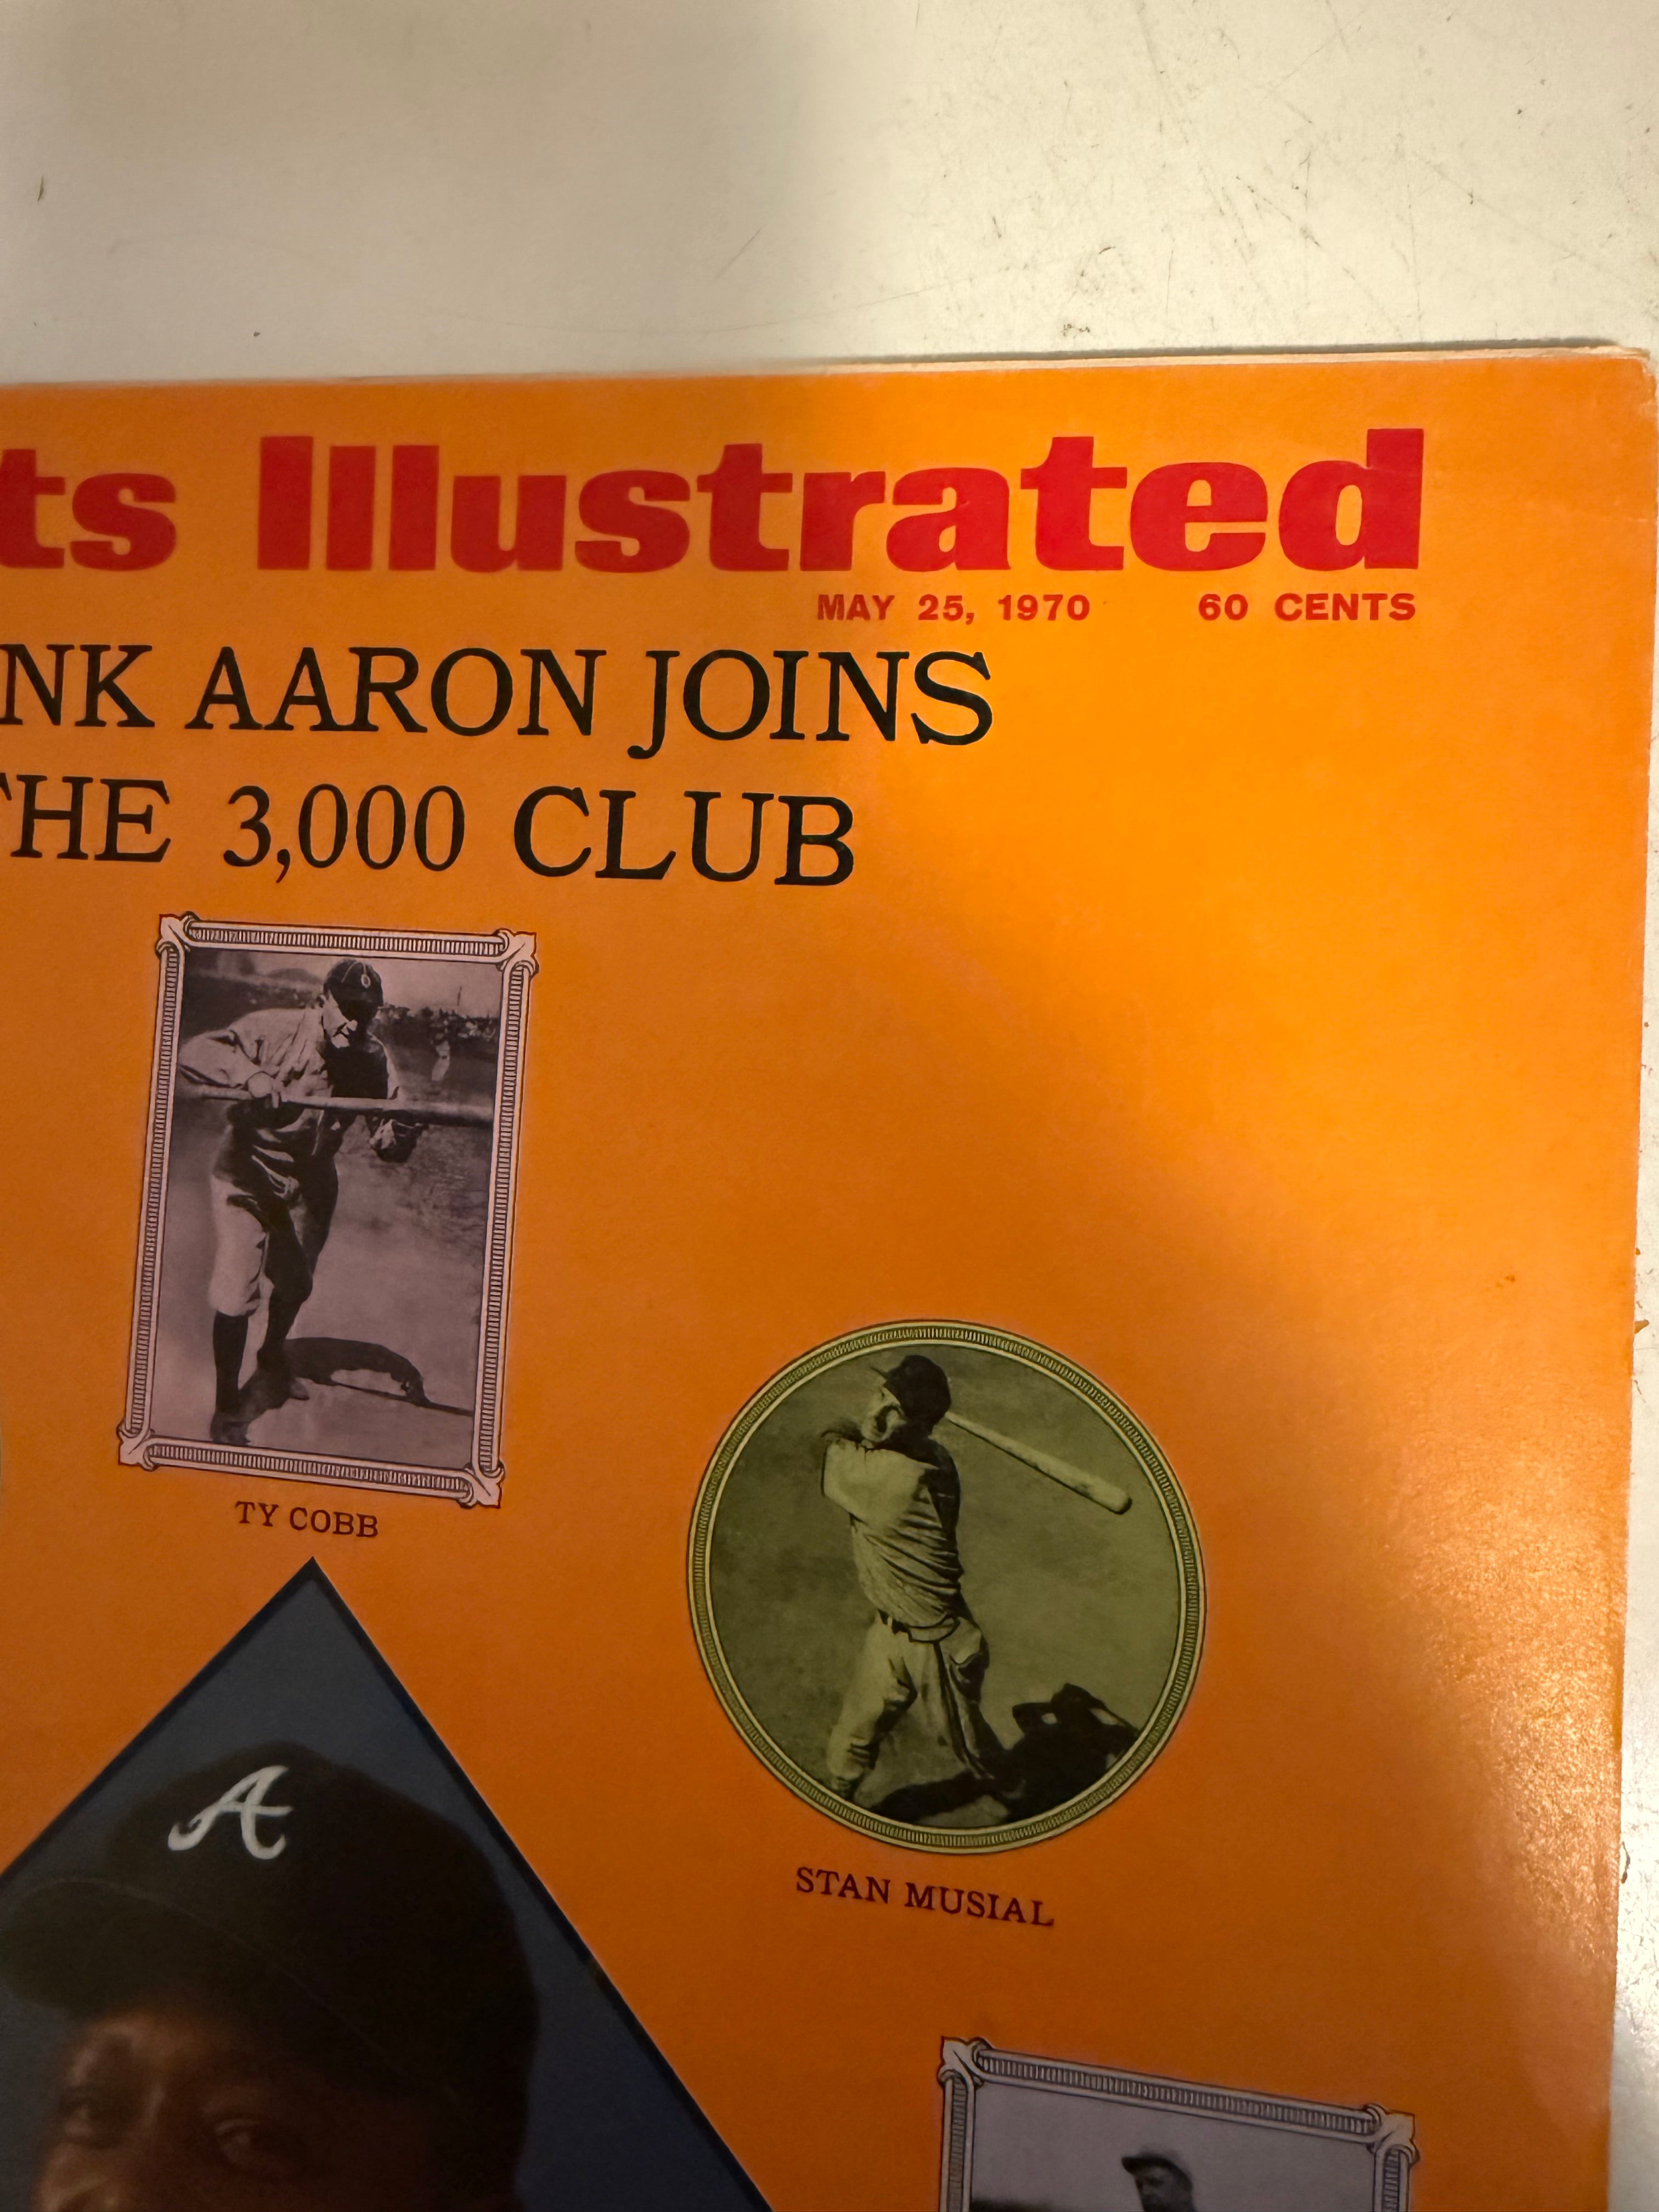 ts Illustrated
MAY 25, 1970 60 CENTS
NK AARON JOINS
THE 3,000 CLUB
TY COBB
A
STAN MUSIAL